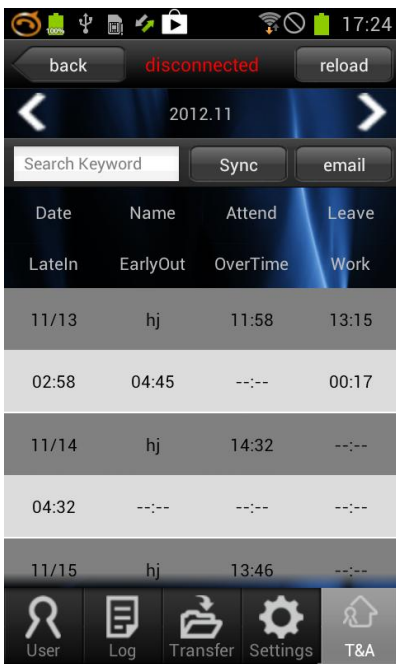 100%
17:24
back disconnected reload
2012.11
Search Keyword Sync email
Date Name Attend Leave
LateIn EarlyOut OverTime Work
11/13 hj 11:58 13:15
02:58 04:45 --:-- 00:17
11/14 hj 14:32 --:--
04:32 --:-- --:-- --:--
11/15 hj 13:46 --:--
User Log Transfer Settings T&A